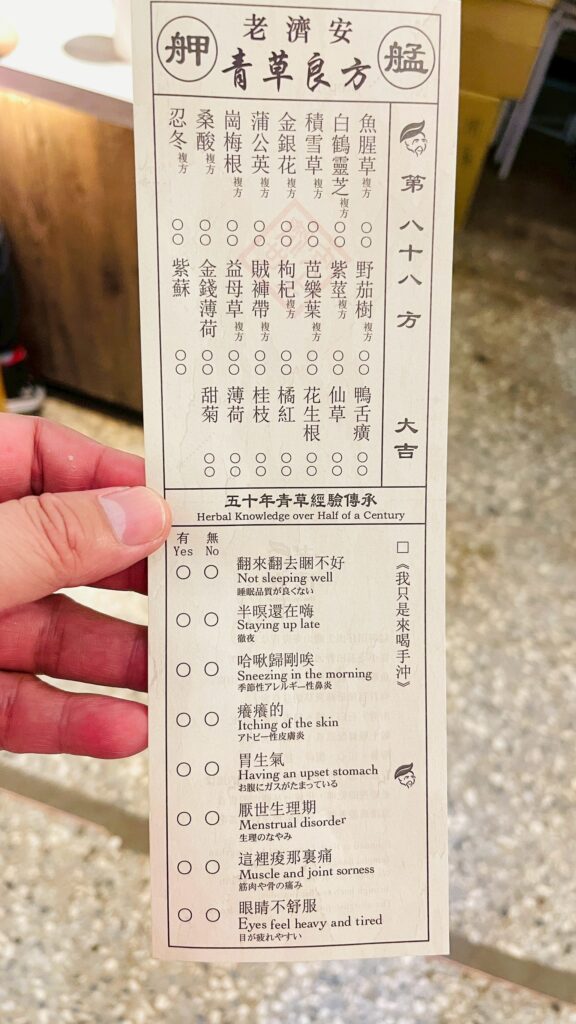 艋
舺
老濟安
青草良方
第八十八方 大吉
魚腥草複方 野茄樹複方 鴨舌癀
白鶴靈芝複方 紫莖複方 仙草
積雪草複方 芭樂葉複方 花生根
金銀花複方 枸杞複方 橘紅
蒲公英複方 賊褲帶複方 桂枝
崗梅根複方 益母草複方 薄荷
桑酸複方 金錢薄荷 甜菊
忍冬複方 紫蘇
五十年青草經驗傳承
Herbal Knowledge over Half of a Century
□《我只是來喝手沖》
有 無
Yes No
翻來翻去睏不好
Not sleeping well
睡眠品質が良くない
半暝還在嗨
Staying up late
徹夜
哈啾歸剛唉
Sneezing in the morning
季節性アレルギー性鼻炎
癢癢的
Itching of the skin
アトピー性皮膚炎
胃生氣
Having an upset stomach
お腹にガスがたまっている
厭世生理期
Menstrual disorder
生理のなやみ
這裡痠那裏痛
Muscle and joint sorness
筋肉や骨の痛み
眼睛不舒服
Eyes feel heavy and tired
目が疲れやすい